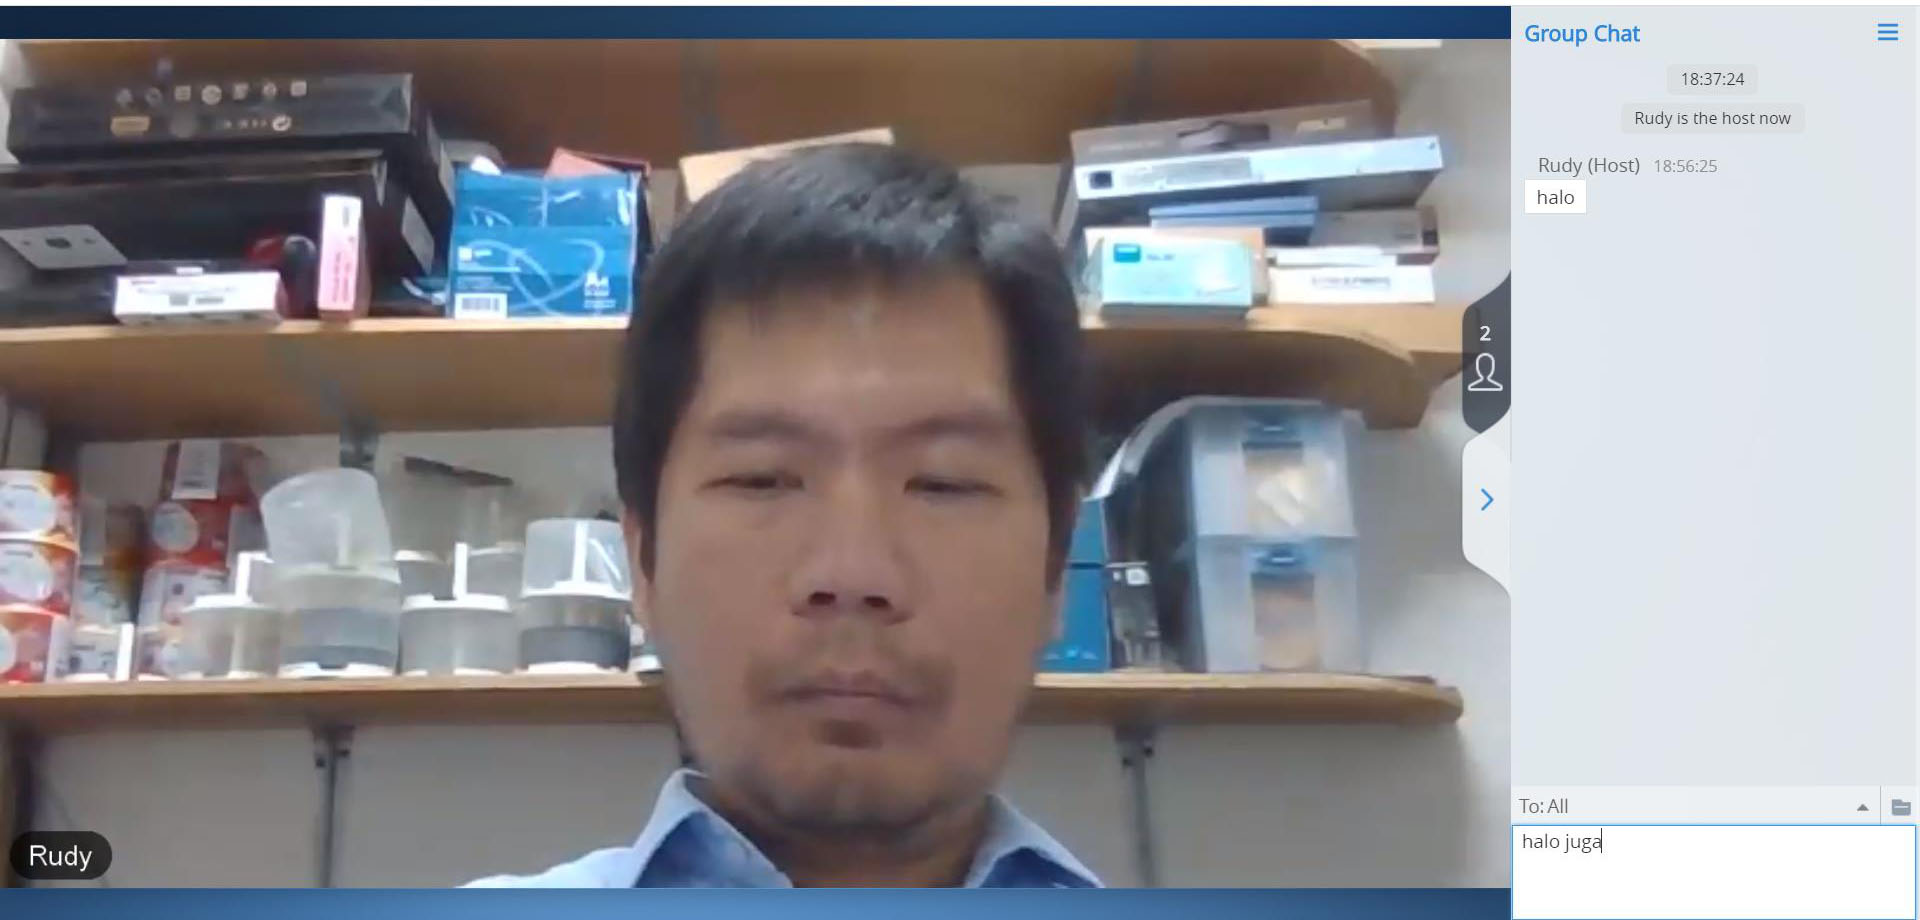 Group Chat
18:37:24
Rudy is the host now
Rudy (Host) 18:56:25
halo
2
A4
To: All
halo juga
Rudy